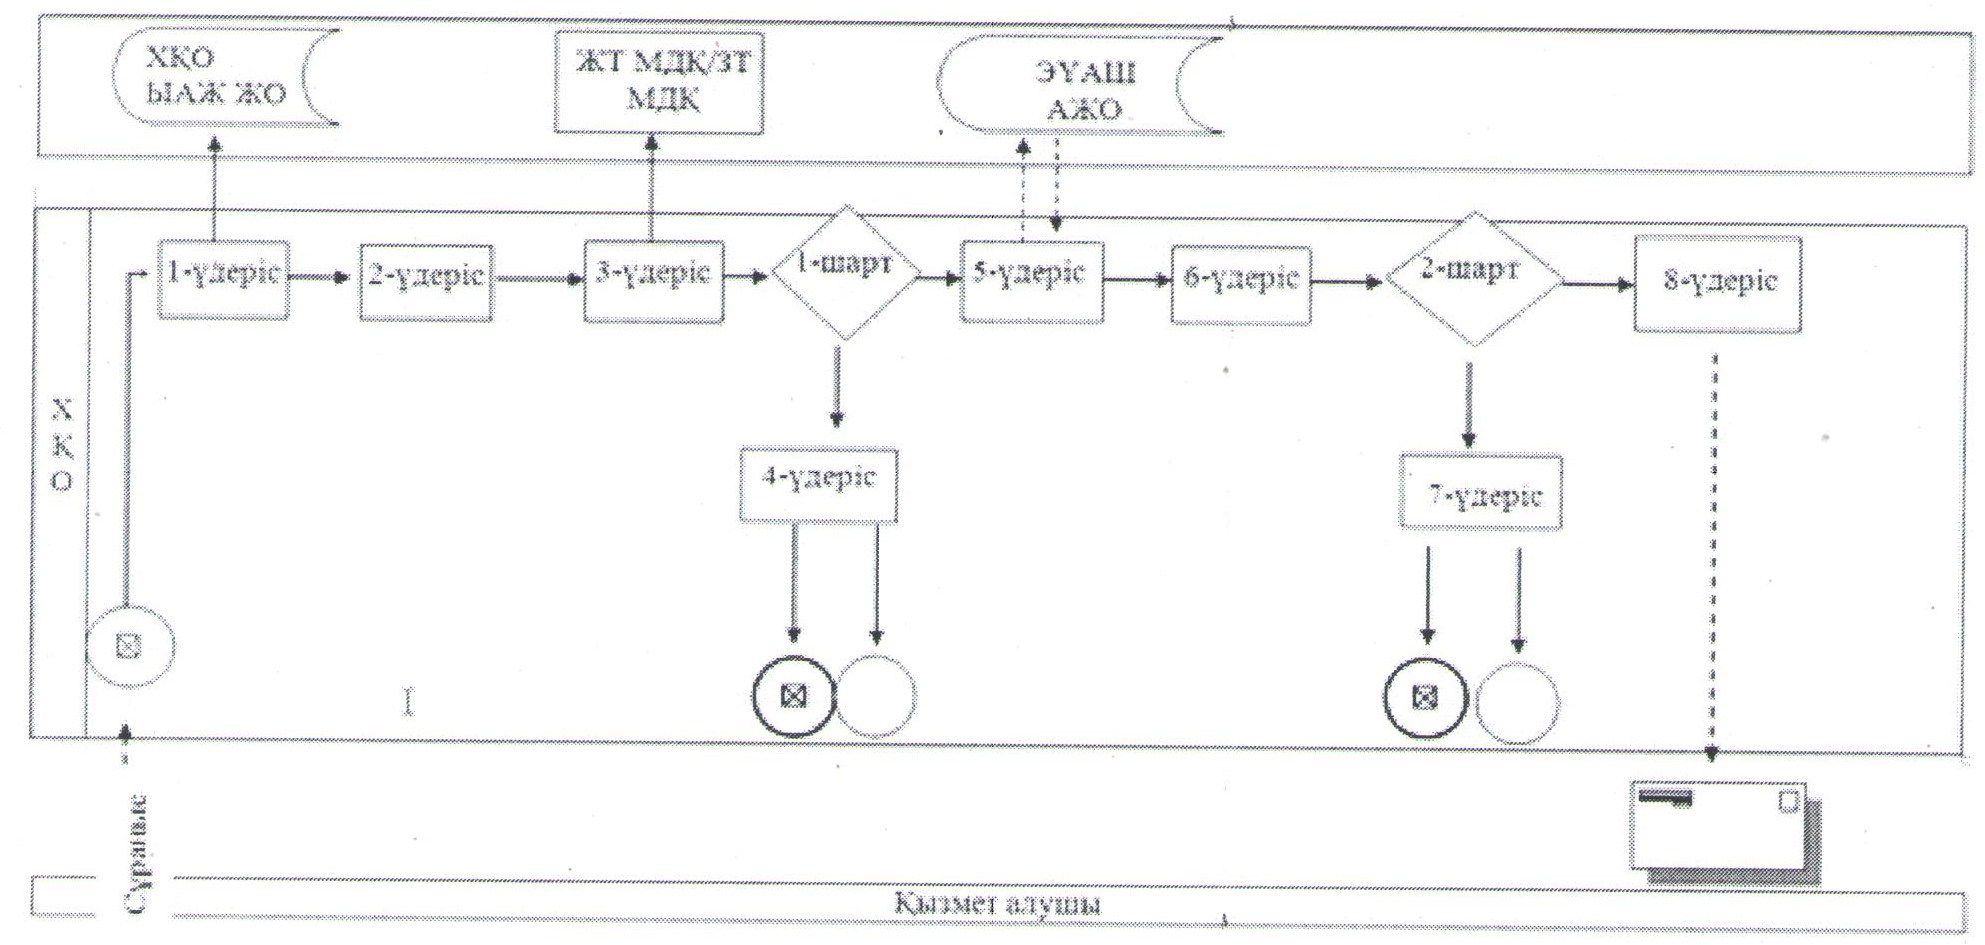 ХҚО
ЫАЖ ЖО
ЖТ МДҚ/ЗТ
МДҚ
ЭҮАШ
АЖО
1-үдеріс
2-үдеріс
3-үдеріс
1-шарт
5-үдеріс
6-үдеріс
2-шарт
8-үдеріс
Х
Қ
О
4-үдеріс
7-үдеріс
Сұраныс
Қызмет алушы